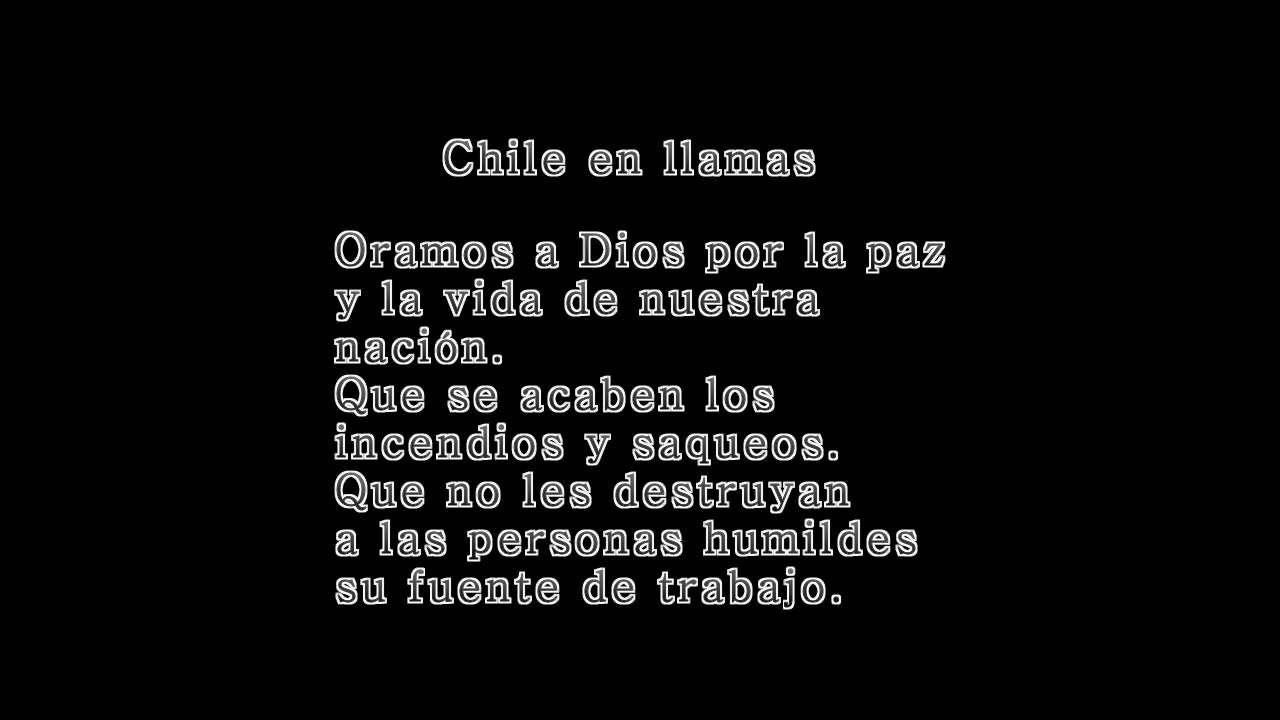 Chile en llamas
Oramos a Dios por la paz
y la vida de nuestra
nación.
Que se acaben los
incendios y saqueos.
Que no les destruyan
a las personas humildes
su fuente de trabajo.